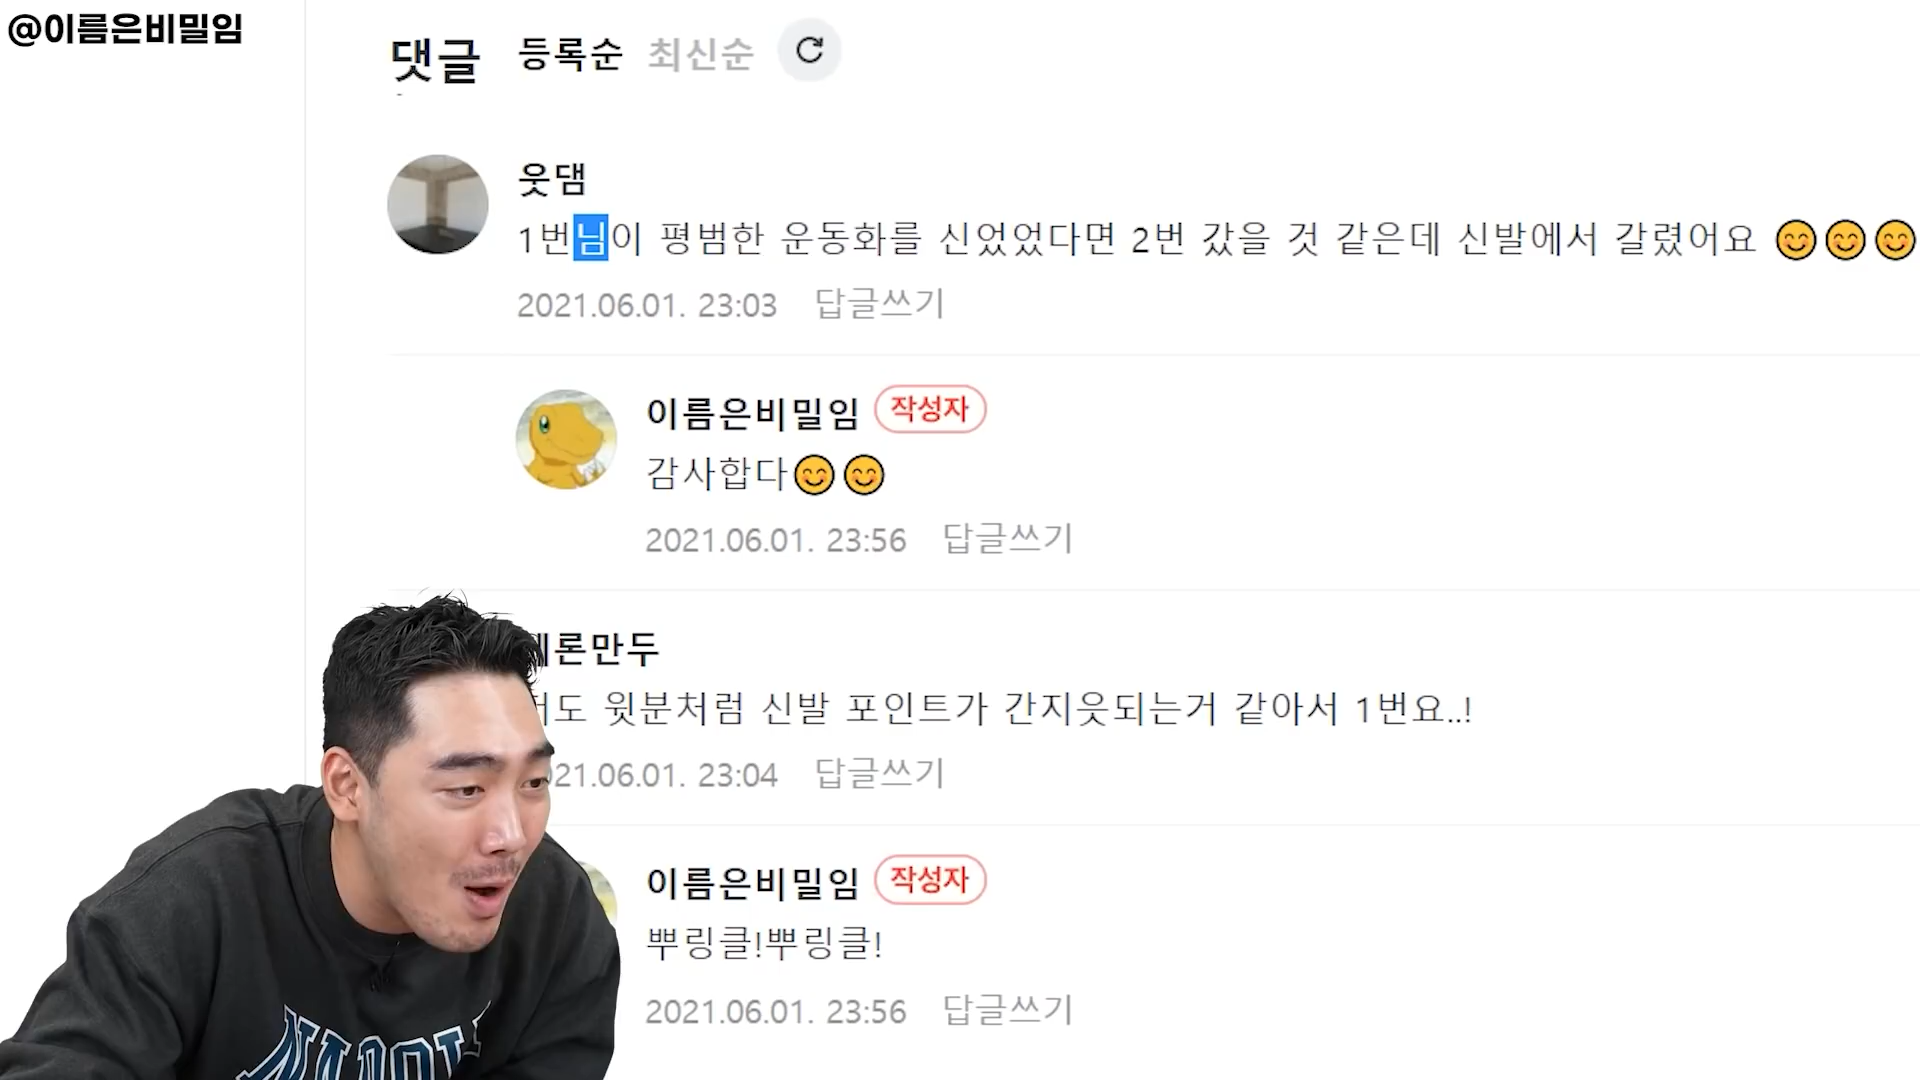 @이름은비밀임
댓글 등록순 최신순
웃댐
1번님이 평범한 운동화를 신었었다면 2번 갔을 것 같은데 신발에서 갈렸어요 😊😊😊
2021.06.01. 23:03 답글쓰기
이름은비밀임 작성자
감사합다😊😊
2021.06.01. 23:56 답글쓰기
론만두
도 윗분처럼 신발 포인트가 간지읏되는거 같아서 1번요..!
21.06.01. 23:04 답글쓰기
이름은비밀임 작성자
뿌링클!뿌링클!
2021.06.01. 23:56 답글쓰기